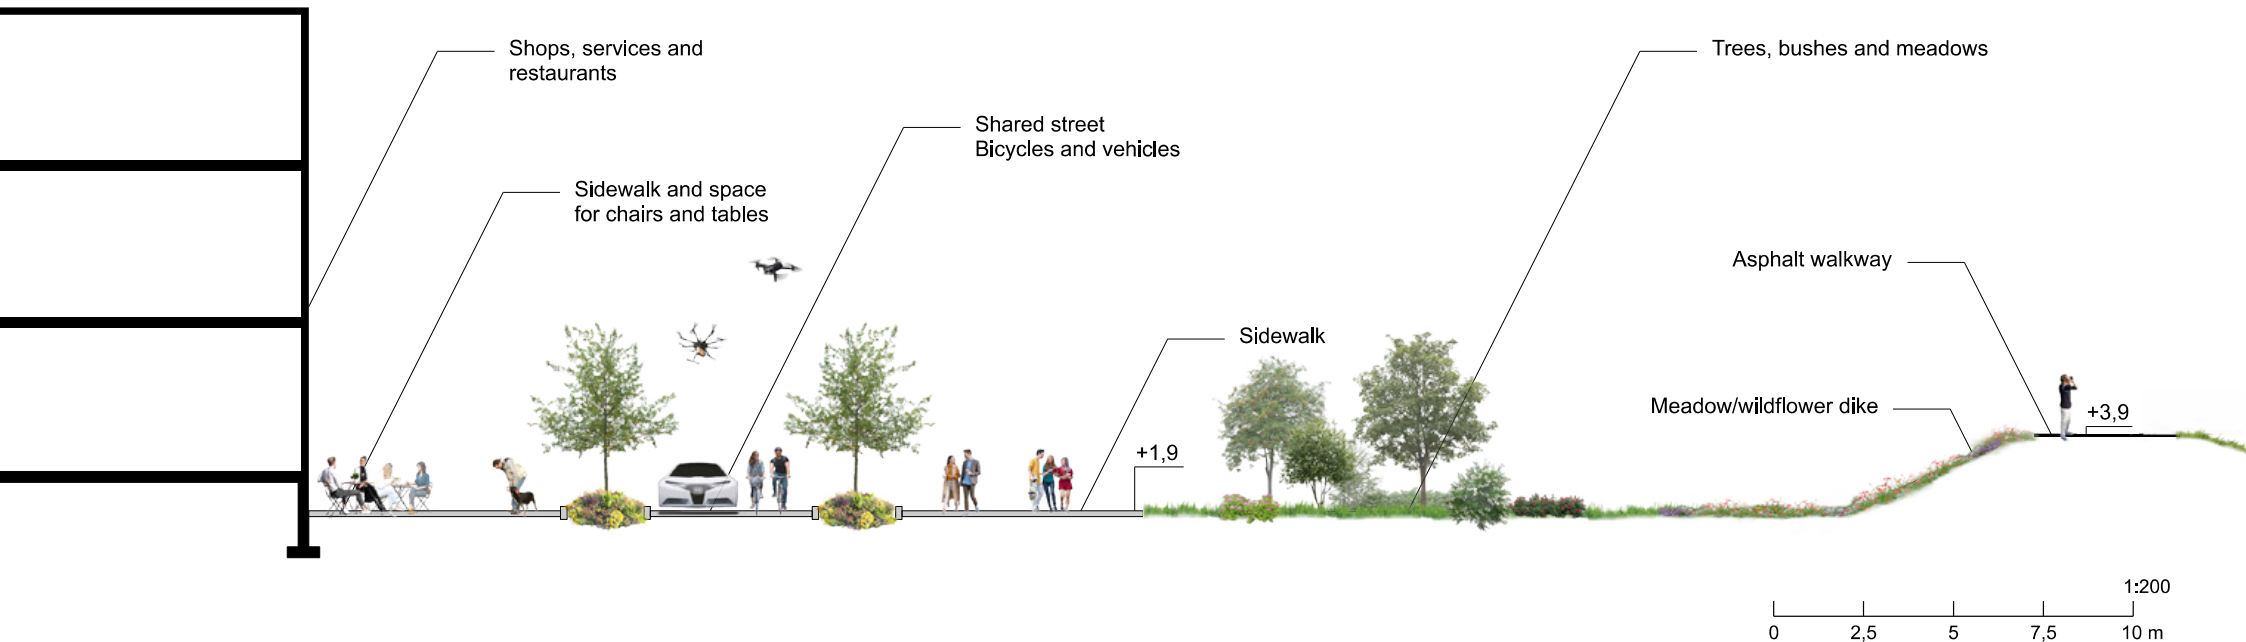 Shops, services and
restaurants
Trees, bushes and meadows
Shared street
Bicycles and vehicles
Sidewalk and space
for chairs and tables
Asphalt walkway
Sidewalk
Meadow/wildflower dike
+3,9
+1,9
1:200
0 2,5 5 7,5 10 m